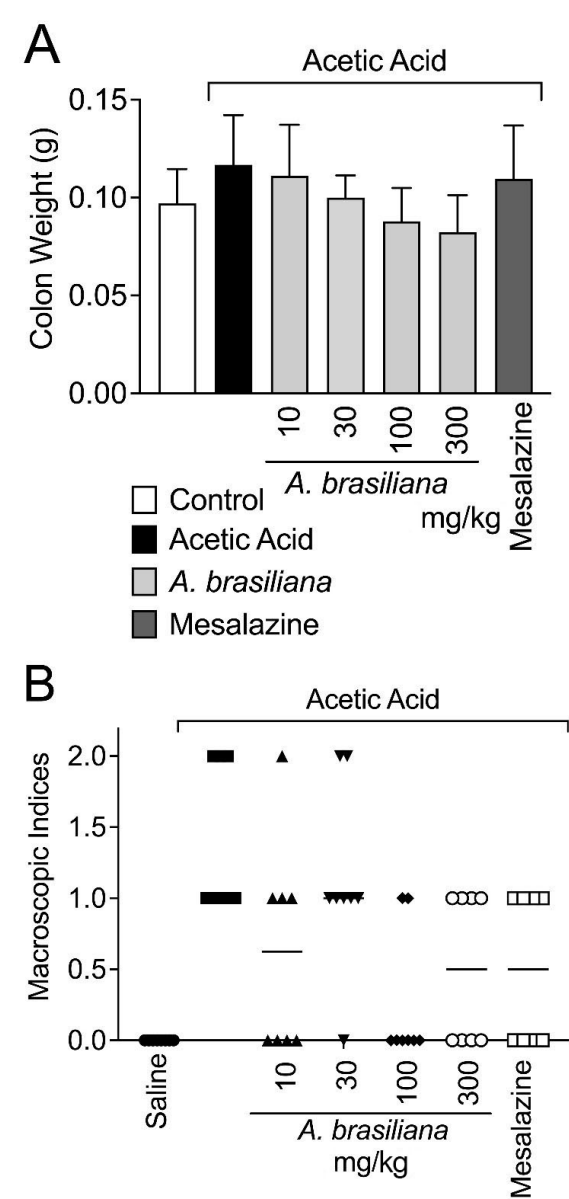 A
Acetic Acid
Colon Weight (g)
0.15
0.10
0.05
0.00
10
30
100
300
Mesalazine
A. brasiliana
mg/kg
Control
Acetic Acid
A. brasiliana
Mesalazine
B
Acetic Acid
Macroscopic Indices
2.0
1.5
1.0
0.5
0.0
Saline
10
30
100
300
Mesalazine
A. brasiliana
mg/kg